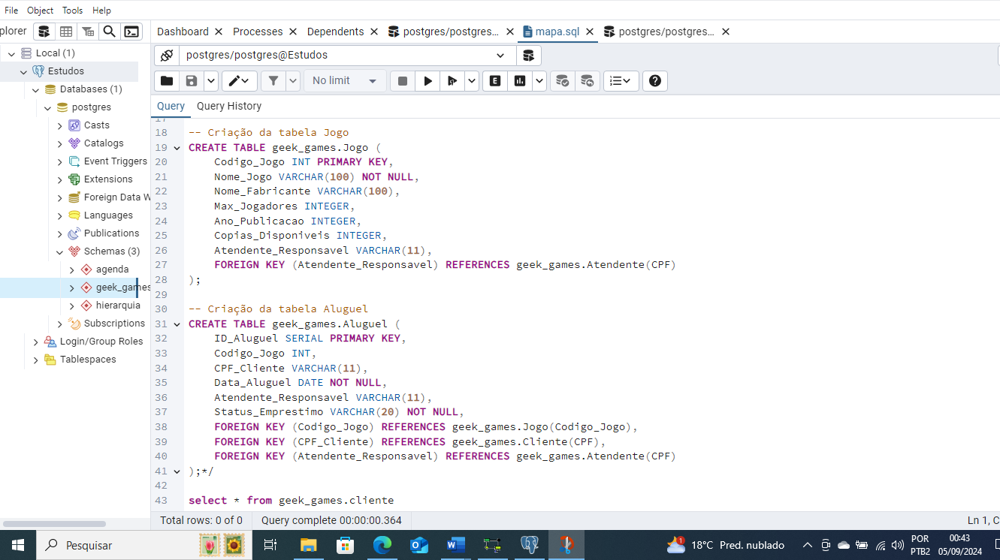 File Object Tools Help
plorer
Dashboard Processes Dependents postgres/postgres... mapa.sql postgres/postgres...
Local (1)
Estudos
Databases (1)
postgres
Casts
Catalogs
Event Triggers
Extensions
Foreign Data W
Languages
Publications
Schemas (3)
agenda
geek_games
hierarquia
Subscriptions
Login/Group Roles
Tablespaces
postgres/postgres@Estudos
No limit
E
Query Query History
17
18 -- Criação da tabela Jogo
19 CREATE TABLE geek_games.Jogo (
20 Codigo_Jogo INT PRIMARY KEY,
21 Nome_Jogo VARCHAR(100) NOT NULL,
22 Nome_Fabricante VARCHAR(100),
23 Max_Jogadores INTEGER,
24 Ano_Publicacao INTEGER,
25 Copias_Disponiveis INTEGER,
26 Atendente_Responsavel VARCHAR(11),
27 FOREIGN KEY (Atendente_Responsavel) REFERENCES geek_games.Atendente(CPF)
28 );
29
30 -- Criação da tabela Aluguel
31 CREATE TABLE geek_games.Aluguel (
32 ID_Aluguel SERIAL PRIMARY KEY,
33 Codigo_Jogo INT,
34 CPF_Cliente VARCHAR(11),
35 Data_Aluguel DATE NOT NULL,
36 Atendente_Responsavel VARCHAR(11),
37 Status_Emprestimo VARCHAR(20) NOT NULL,
38 FOREIGN KEY (Codigo_Jogo) REFERENCES geek_games.Jogo(Codigo_Jogo),
39 FOREIGN KEY (CPF_Cliente) REFERENCES geek_games.Cliente(CPF),
40 FOREIGN KEY (Atendente_Responsavel) REFERENCES geek_games.Atendente(CPF)
41 );*/
42
43 select * from geek_games.cliente
Total rows: 0 of 0 Query complete 00:00:00.364 Ln 1, C
Pesquisar
1
18°C Pred. nublado
POR
PTB2
00:43
05/09/2024